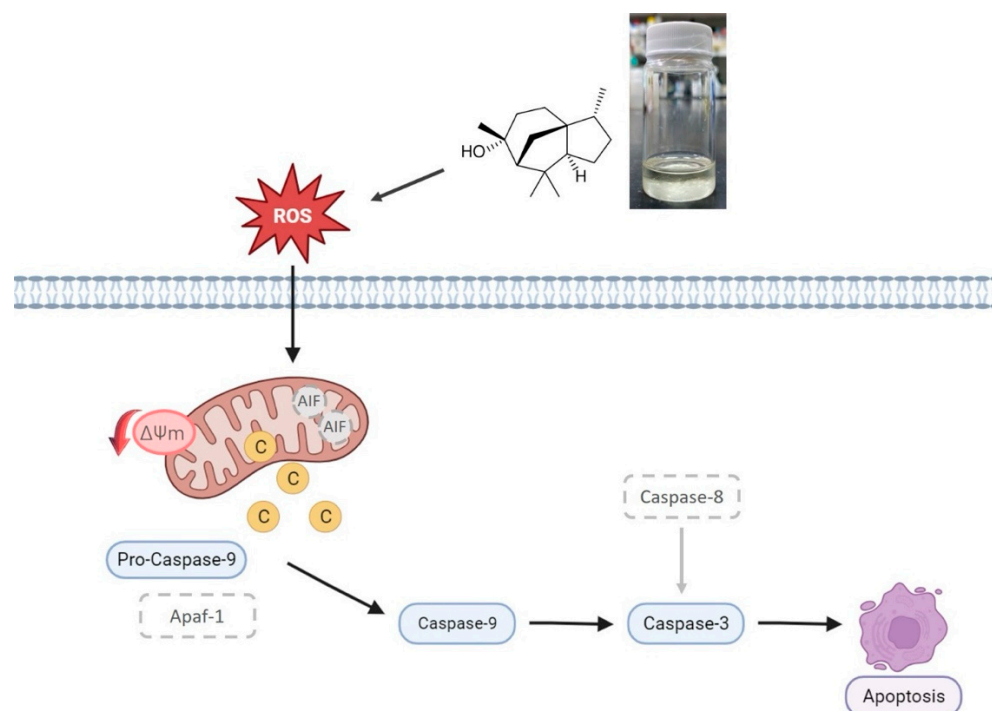 HO
H
ROS
AIF
AIF
ΔΨm
C
C
C
C
Caspase-8
Pro-Caspase-9
Apaf-1
Caspase-9
Caspase-3
Apoptosis